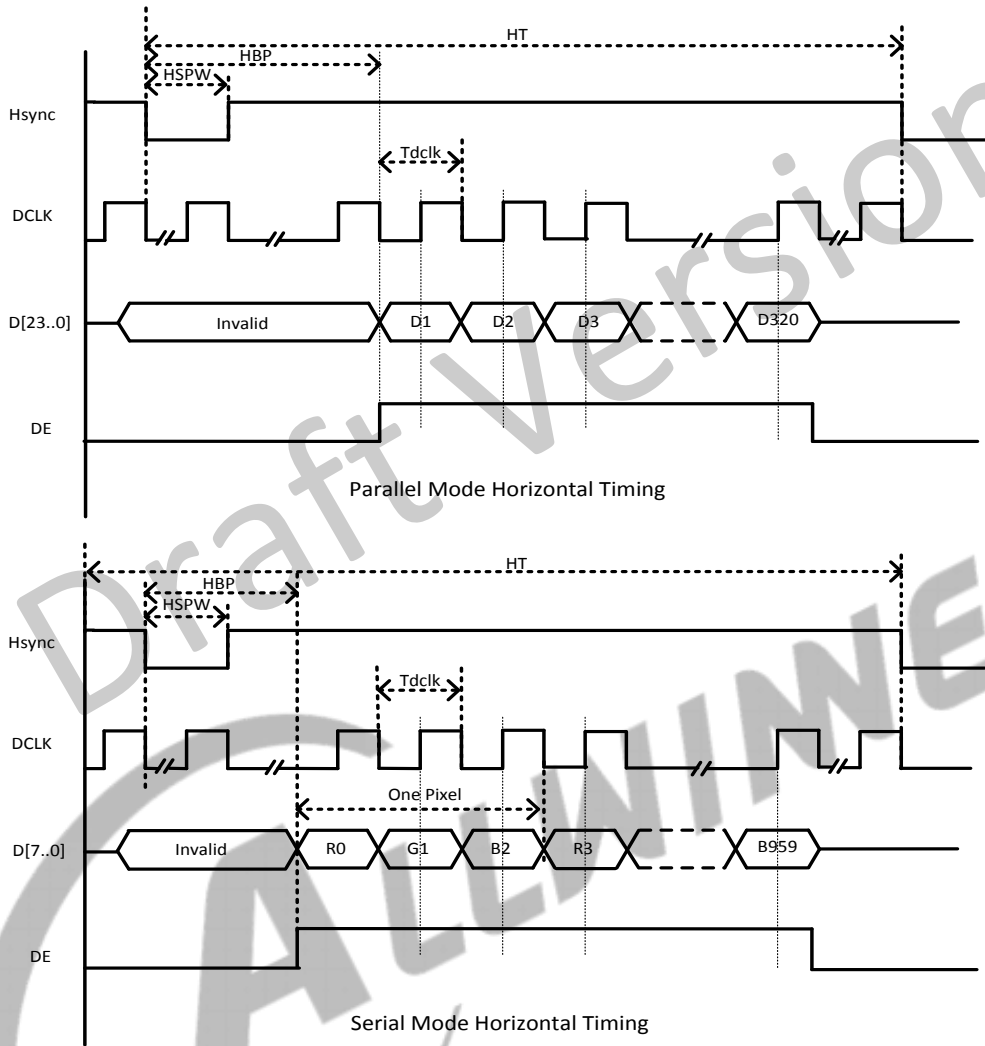 HT
HBP
HSPW
Hsync
Tdclk
DCLK
D[23..0] Invalid D1 D2 D3 D320
DE
Parallel Mode Horizontal Timing
HT
HBP
HSPW
Hsync
Tdclk
DCLK
One Pixel
D[7..0] Invalid R0 G1 B2 R3 B959
DE
Serial Mode Horizontal Timing
Draft Version
ALLWINNE